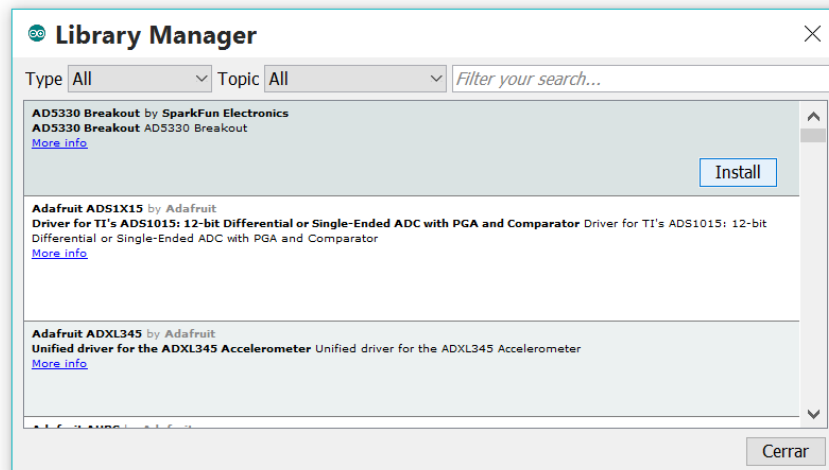 Library Manager
Type All Topic All Filter your search...
AD5330 Breakout by SparkFun Electronics
AD5330 Breakout AD5330 Breakout
More info
Install
Adafruit ADS1X15 by Adafruit
Driver for TI's ADS1015: 12-bit Differential or Single-Ended ADC with PGA and Comparator Driver for TI's ADS1015: 12-bit
Differential or Single-Ended ADC with PGA and Comparator
More info
Adafruit ADXL345 by Adafruit
Unified driver for the ADXL345 Accelerometer Unified driver for the ADXL345 Accelerometer
More info
Cerrar